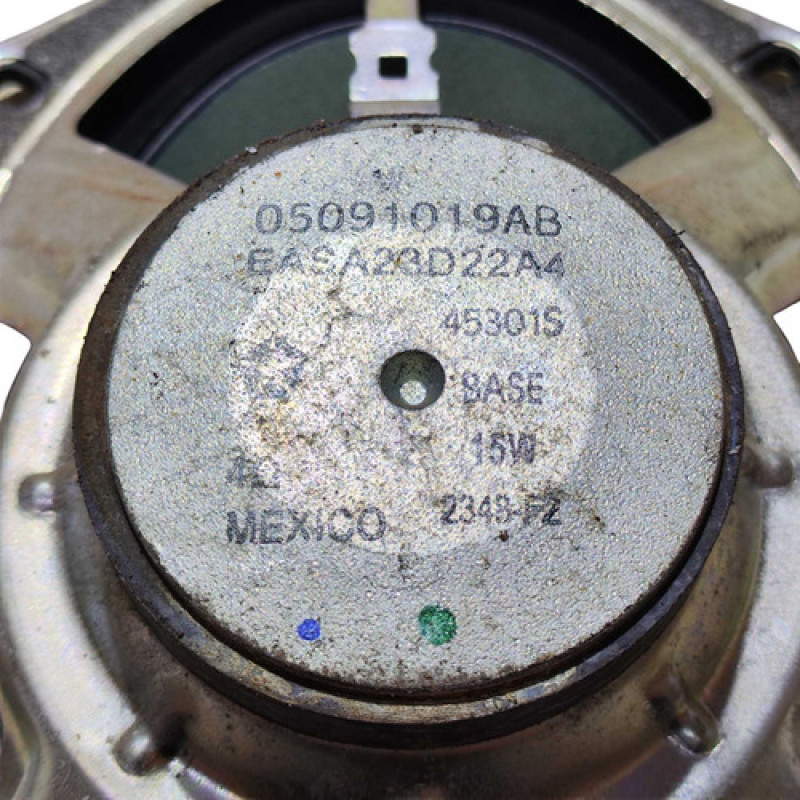 05091019AB
EASA23D22A4
45301S
BASE
15W
MEXICO 2348-F2